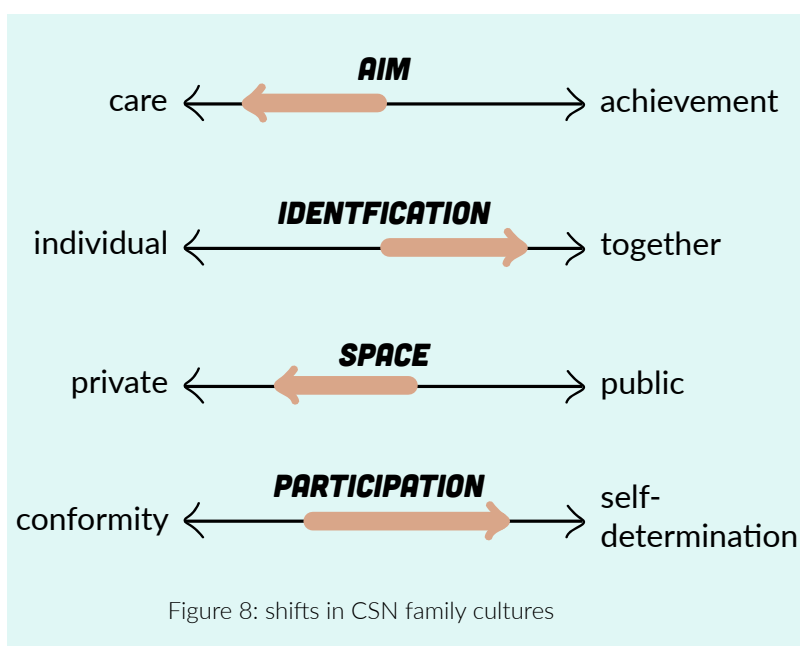 AIM
care achievement
IDENTFICATION
individual together
SPACE
private public
PARTICIPATION
conformity self-
determination
Figure 8: shifts in CSN family cultures